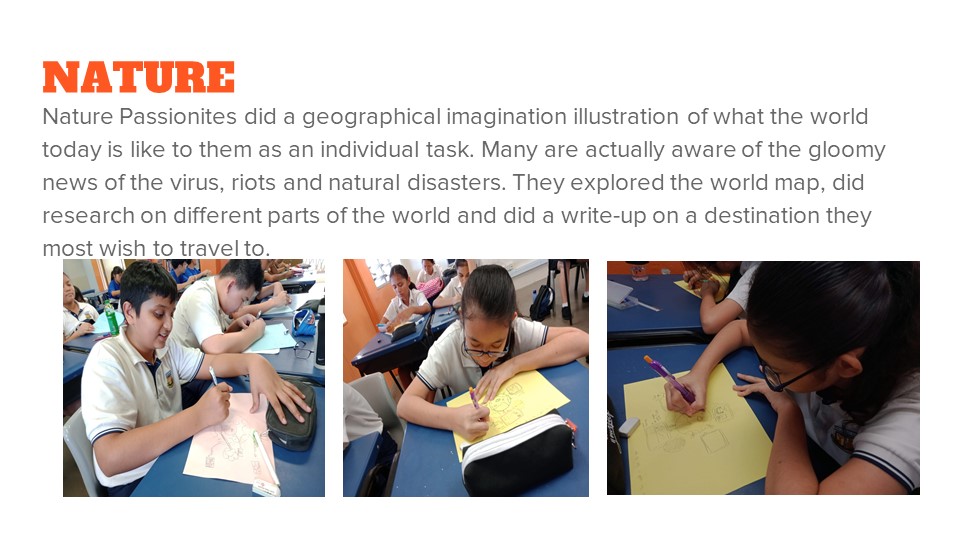 NATURE
Nature Passionites did a geographical imagination illustration of what the world
today is like to them as an individual task. Many are actually aware of the gloomy
news of the virus, riots and natural disasters. They explored the world map, did
research on different parts of the world and did a write-up on a destination they
most wish to travel to.